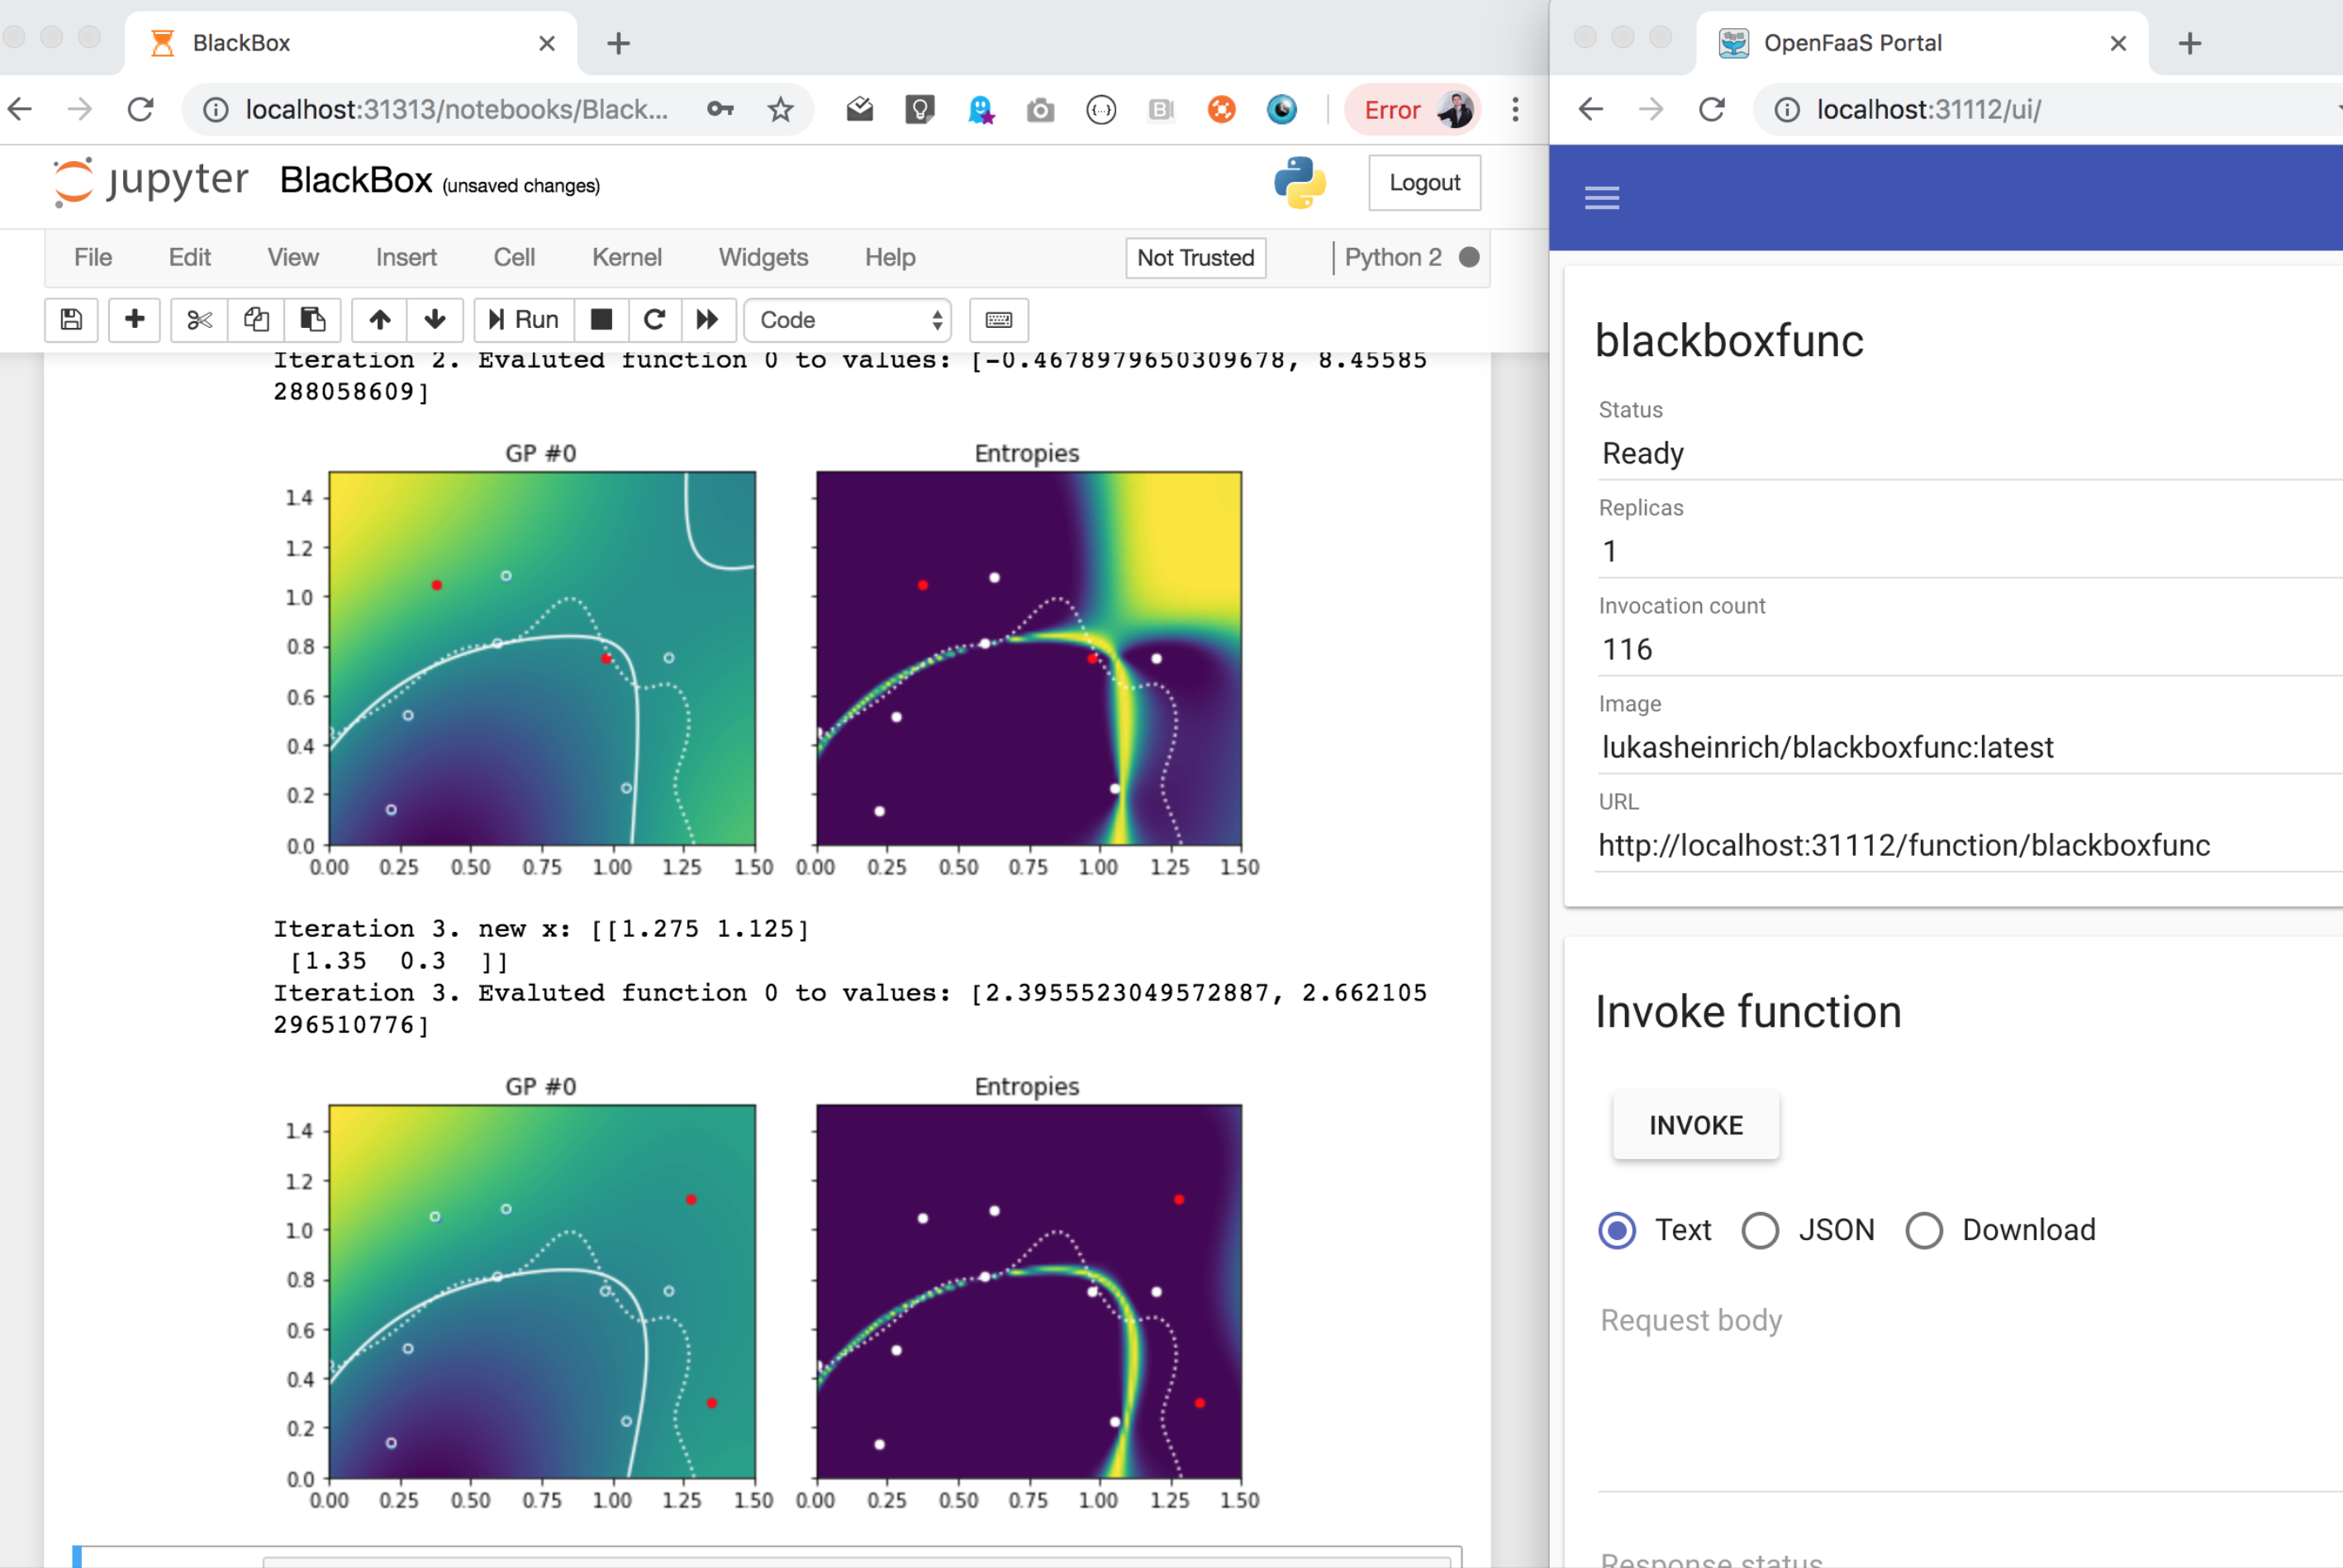 BlackBox
localhost:31313/notebooks/Black...
Error
jupyter BlackBox (unsaved changes)
Logout
File Edit View Insert Cell Kernel Widgets Help Not Trusted Python 2
Run Code
Iteration 2. Evaluted function 0 to values: [-0.4678979650309678, 8.45585
288058609]
GP #0 Entropies
1.4
1.2
1.0
0.8
0.6
0.4
0.2
0.0
0.00 0.25 0.50 0.75 1.00 1.25 1.50 0.00 0.25 0.50 0.75 1.00 1.25 1.50
Iteration 3. new x: [[1.275 1.125]
[1.35 0.3 ]]
Iteration 3. Evaluted function 0 to values: [2.3955523049572887, 2.662105
296510776]
GP #0 Entropies
1.4
1.2
1.0
0.8
0.6
0.4
0.2
0.0
0.00 0.25 0.50 0.75 1.00 1.25 1.50 0.00 0.25 0.50 0.75 1.00 1.25 1.50
OpenFaaS Portal
localhost:31112/ui/
blackboxfunc
Status
Ready
Replicas
1
Invocation count
116
Image
lukasheinrich/blackboxfunc:latest
URL
http://localhost:31112/function/blackboxfunc
Invoke function
INVOKE
Text JSON Download
Request body
Response status